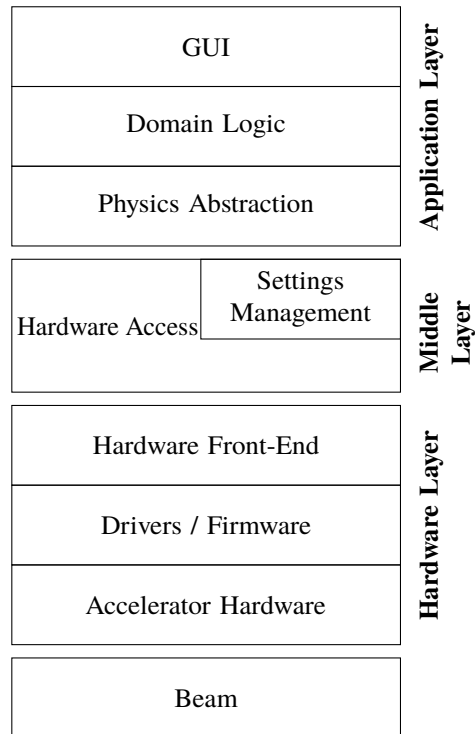 GUI
Domain Logic
Physics Abstraction
Application Layer
Settings
Management
Hardware Access
Middle
Layer
Hardware Front-End
Drivers / Firmware
Accelerator Hardware
Hardware Layer
Beam